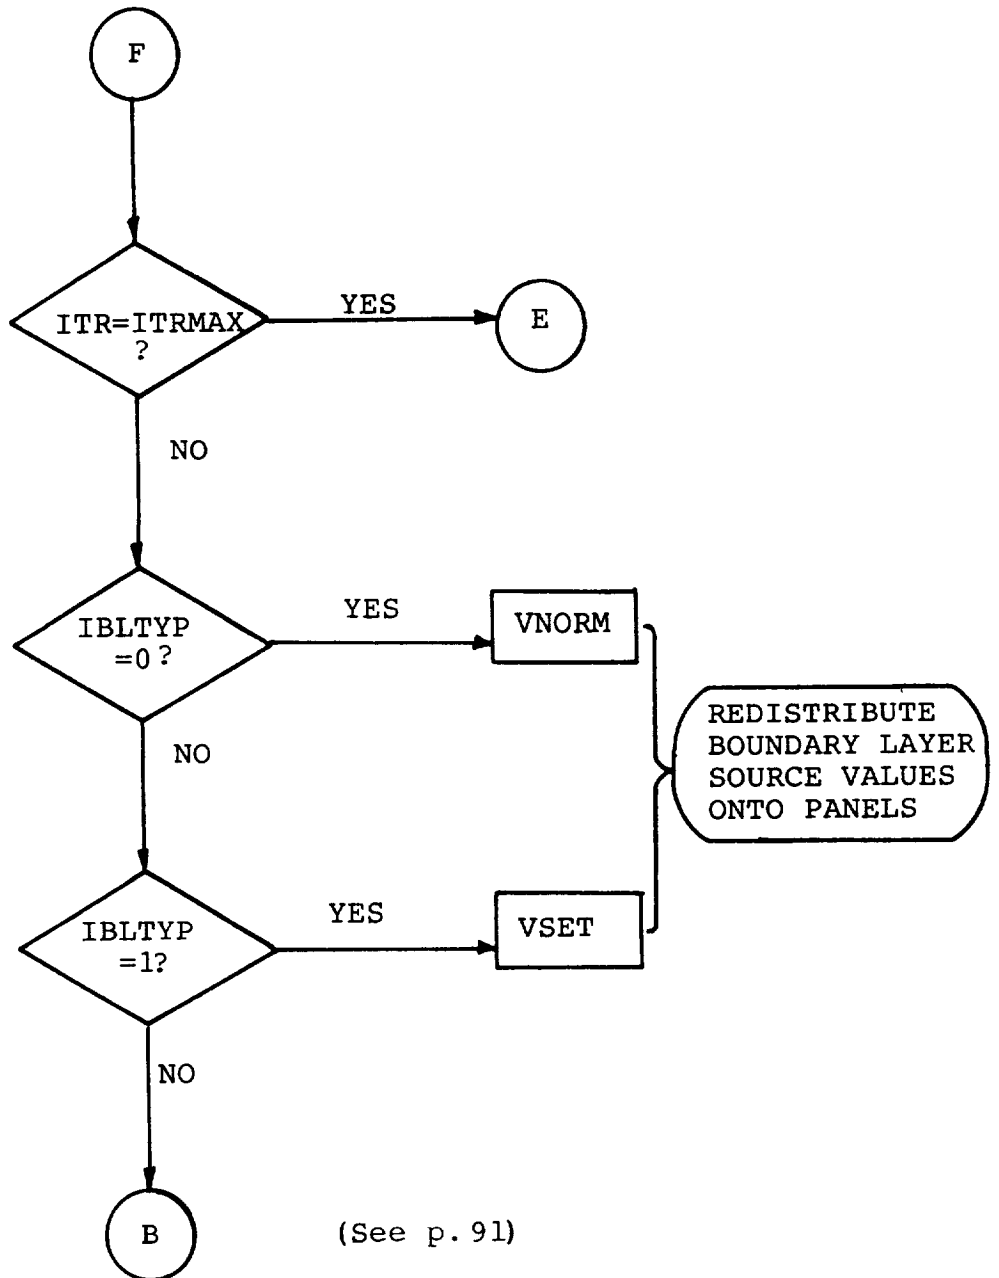 F
ITR=ITRMAX
?
YES
E
NO
IBLTYP
=0?
YES
VNORM
NO
REDISTRIBUTE
BOUNDARY LAYER
SOURCE VALUES
ONTO PANELS
IBLTYP
=1?
YES
VSET
NO
B
(See p.91)